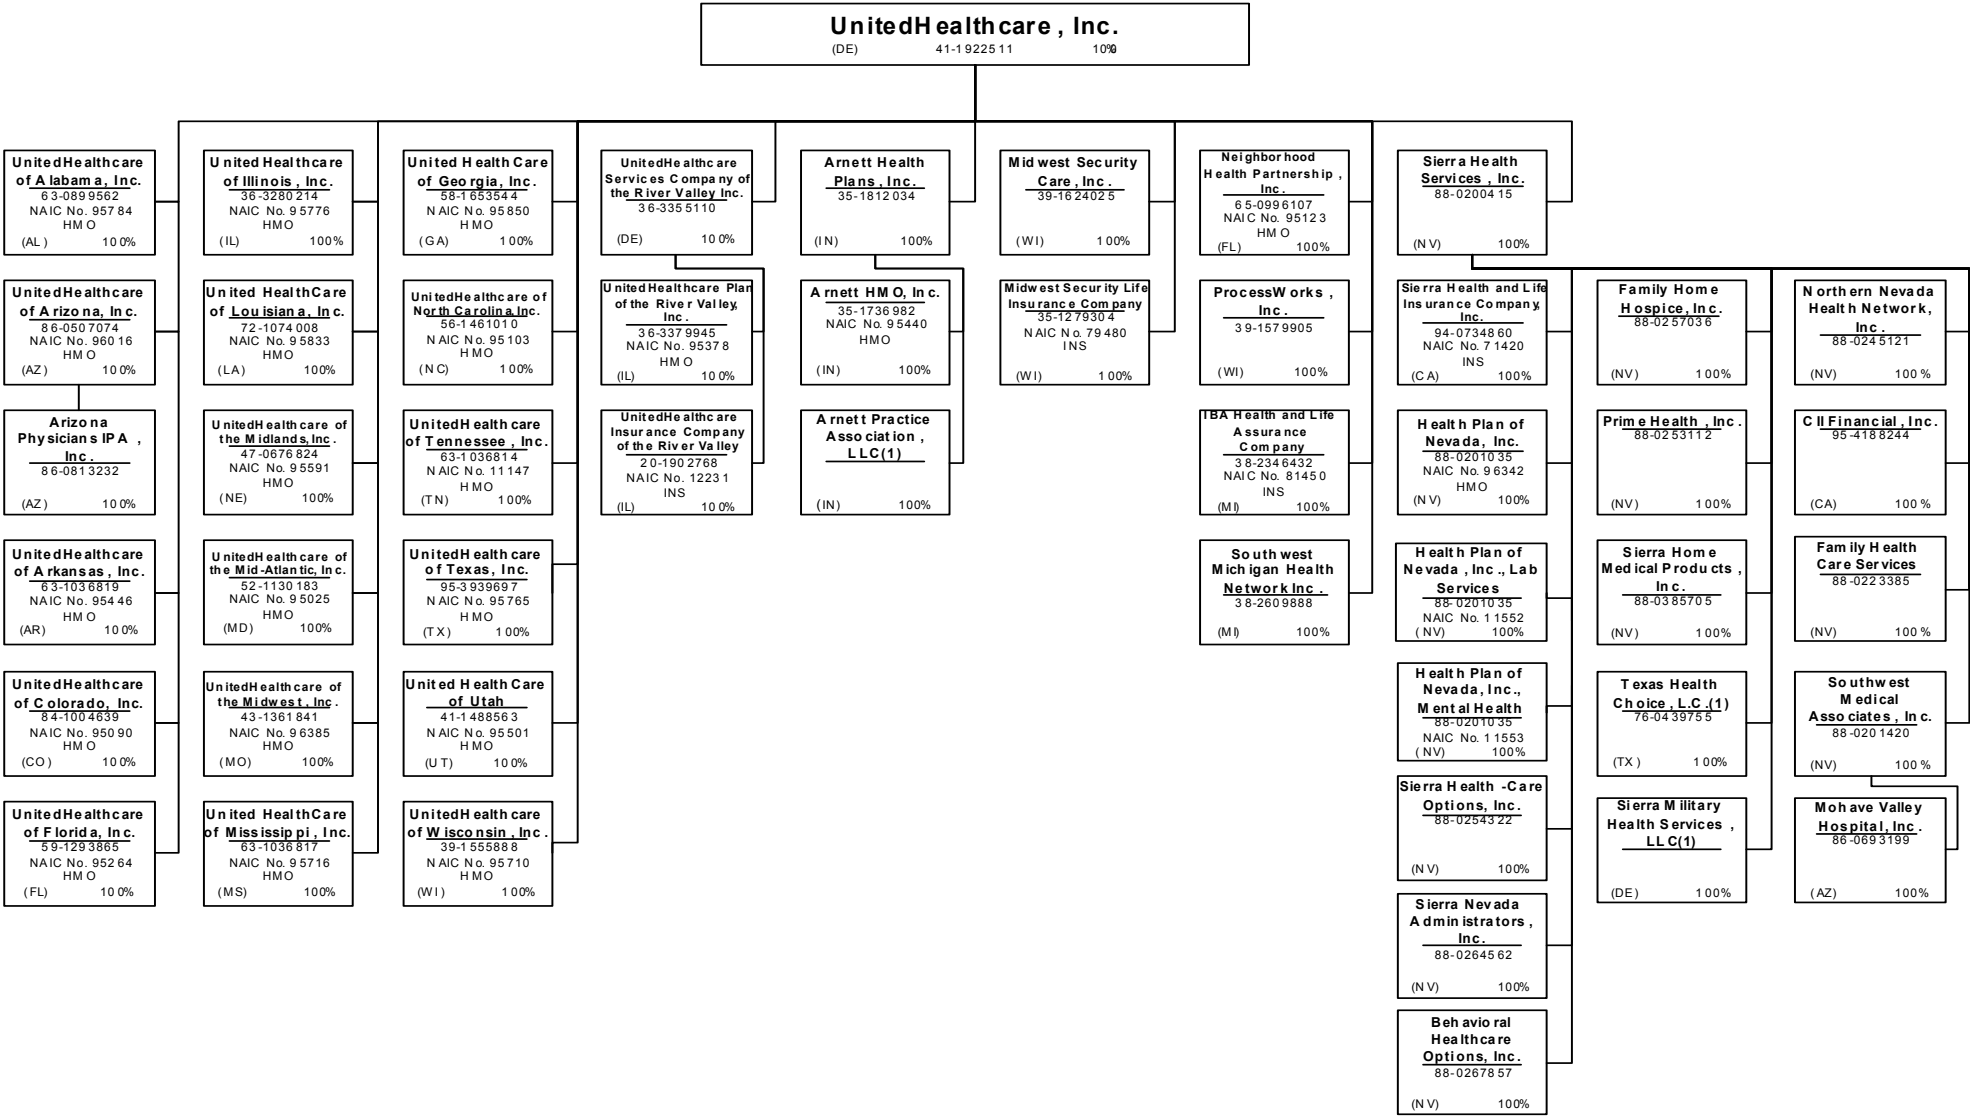 UnitedHealthcare, Inc.
(DE) 41-1922511 100%
UnitedHealthcare
of Alabama, Inc.
63-0899562
NAIC No. 95784
HMO
(AL) 100%
UnitedHealthcare
of Arizona, Inc.
86-0507074
NAIC No. 96016
HMO
(AZ) 100%
Arizona
Physicians IPA,
Inc.
86-0813232
(AZ) 100%
UnitedHealthcare
of Arkansas, Inc.
63-1036819
NAIC No. 95446
HMO
(AR) 100%
UnitedHealthcare
of Colorado, Inc.
84-1004639
NAIC No. 95090
HMO
(CO) 100%
UnitedHealthcare
of Florida, Inc.
59-1293865
NAIC No. 95264
HMO
(FL) 100%
United Healthcare
of Illinois, Inc.
36-3280214
NAIC No. 95776
HMO
(IL) 100%
United HealthCare
of Louisiana, Inc.
72-1074008
NAIC No. 95833
HMO
(LA) 100%
UnitedHealthcare of
the Midlands, Inc.
47-0676824
NAIC No. 95591
HMO
(NE) 100%
UnitedHealthcare of
the Mid-Atlantic, Inc.
52-1130183
NAIC No. 95025
HMO
(MD) 100%
UnitedHealthcare of
the Midwest, Inc.
43-1361841
NAIC No. 96385
HMO
(MO) 100%
United HealthCare
of Mississippi, Inc.
63-1036817
NAIC No. 95716
HMO
(MS) 100%
United Health Care
of Georgia, Inc.
58-1653544
NAIC No. 95850
HMO
(GA) 100%
UnitedHealthcare of
North Carolina, Inc.
56-1461010
NAIC No. 95103
HMO
(NC) 100%
UnitedHealthcare
of Tennessee, Inc.
63-1036814
NAIC No. 11147
HMO
(TN) 100%
UnitedHealthcare
of Texas, Inc.
95-3939697
NAIC No. 95765
HMO
(TX) 100%
United Health Care
of Utah
41-1488563
NAIC No. 95501
HMO
(UT) 100%
UnitedHealthcare
of Wisconsin, Inc.
39-1555888
NAIC No. 95710
HMO
(WI) 100%
UnitedHealthcare
Services Company of
the River Valley Inc.
36-3355110
(DE) 100%
UnitedHealthcare Plan
of the River Valley,
Inc.
36-3379945
NAIC No. 95378
HMO
(IL) 100%
UnitedHealthcare
Insurance Company
of the River Valley
20-1902768
NAIC No. 12231
INS
(IL) 100%
Arnett Health
Plans, Inc.
35-1812034
(IN) 100%
Arnett HMO, Inc.
35-1736982
NAIC No. 95440
HMO
(IN) 100%
Arnett Practice
Association,
LLC(1)
(IN) 100%
Midwest Security
Care, Inc.
39-1624025
(WI) 100%
Midwest Security Life
Insurance Company
35-1279304
NAIC No. 79480
INS
(WI) 100%
Neighborhood
Health Partnership,
Inc.
65-0996107
NAIC No. 95123
HMO
(FL) 100%
ProcessWorks,
Inc.
39-1579905
(WI) 100%
IBA Health and Life
Assurance
Company
38-2346432
NAIC No. 81450
INS
(MI) 100%
Southwest
Michigan Health
Network Inc.
38-2609888
(MI) 100%
Sierra Health
Services, Inc.
88-0200415
(NV) 100%
Sierra Health and Life
Insurance Company,
Inc.
94-0734860
NAIC No. 71420
INS
(CA) 100%
Health Plan of
Nevada, Inc.
88-0201035
NAIC No. 96342
HMO
(NV) 100%
Health Plan of
Nevada, Inc., Lab
Services
88-0201035
NAIC No. 11552
(NV) 100%
Health Plan of
Nevada, Inc.,
Mental Health
88-0201035
NAIC No. 11553
(NV) 100%
Sierra Health-Care
Options, Inc.
88-0254322
(NV) 100%
Sierra Nevada
Administrators,
Inc.
88-0264562
(NV) 100%
Behavioral
Healthcare
Options, Inc.
88-0267857
(NV) 100%
Family Home
Hospice, Inc.
88-0257036
(NV) 100%
Prime Health, Inc.
88-0253112
(NV) 100%
Sierra Home
Medical Products,
Inc.
88-0385705
(NV) 100%
Texas Health
Choice, L.C.(1)
76-0439755
(TX) 100%
Sierra Military
Health Services,
LLC(1)
(DE) 100%
Northern Nevada
Health Network,
Inc.
88-0245121
(NV) 100%
CII Financial, Inc.
95-4188244
(CA) 100%
Family Health
Care Services
88-0223385
(NV) 100%
Southwest
Medical
Associates, Inc.
88-0201420
(NV) 100%
Mohave Valley
Hospital, Inc.
86-0693199
(AZ) 100%